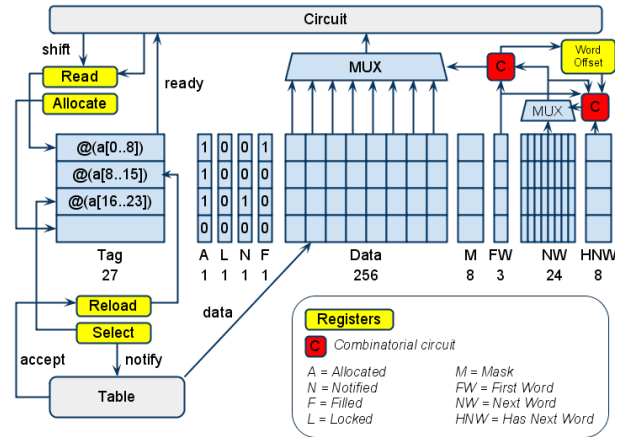 Circuit
shift
Read
ready
Allocate
MUX
C
Word
Offset
MUX
C
@(a[0..8])
1 0 0 1
@(a[8..15])
1 0 0 0
@(a[16..23])
1 0 1 0
0 0 0 0
Tag A L N F Data M FW NW HNW
27 1 1 1 1 256 8 3 24 8
Reload
data
Select
accept
notify
Table
Registers
C Combinatorial circuit
A = Allocated M = Mask
N = Notified FW = First Word
F = Filled NW = Next Word
L = Locked HNW = Has Next Word